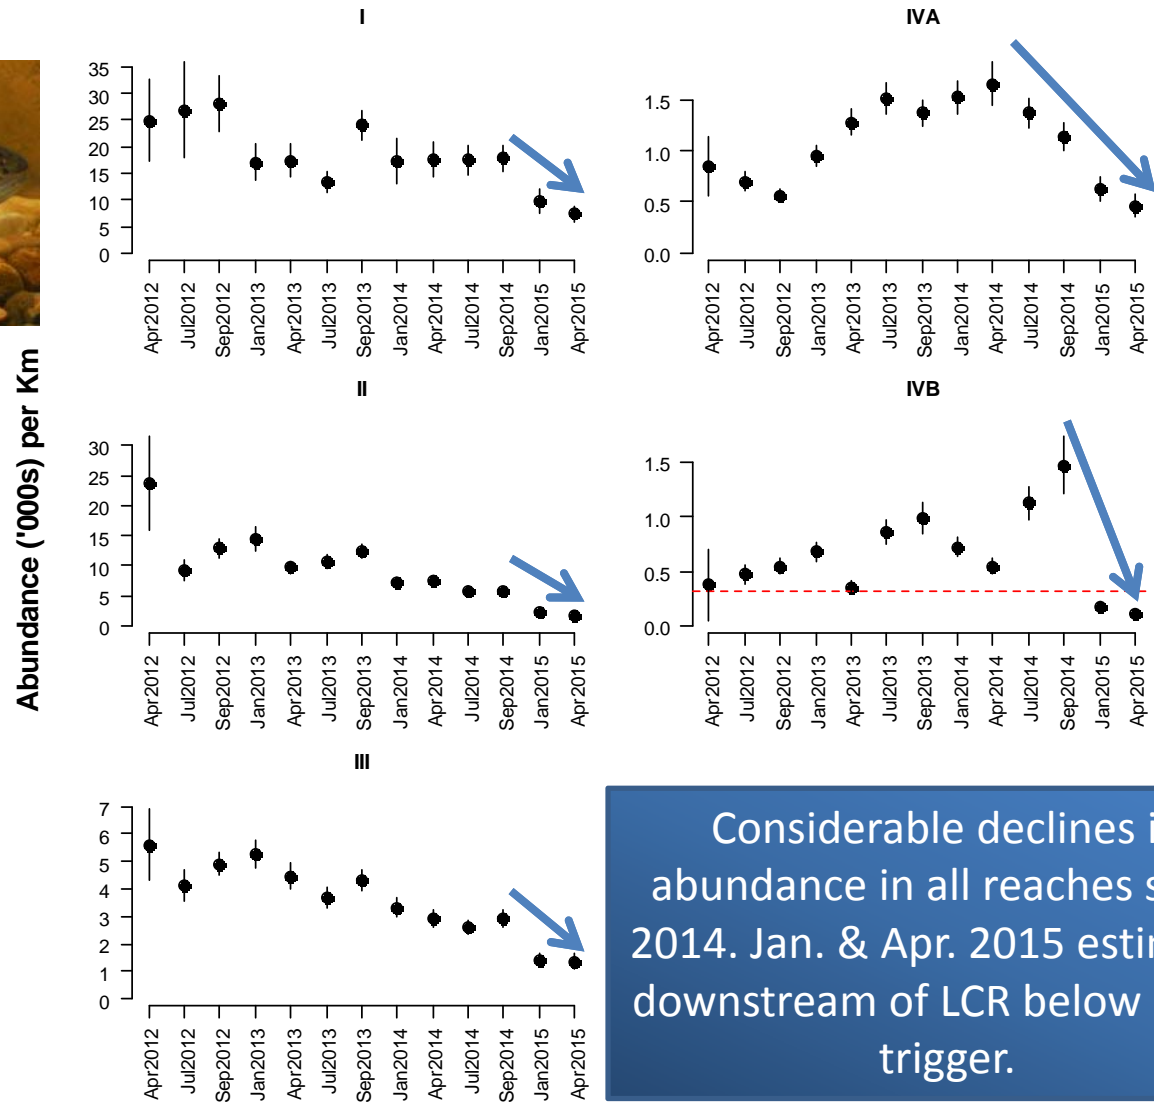 Abundance ('000s) per Km
I
35
30
25
20
15
10
5
0
Apr2012
Jul2012
Sep2012
Jan2013
Apr2013
Jul2013
Sep2013
Jan2014
Apr2014
Jul2014
Sep2014
Jan2015
Apr2015
IVA
1.5
1.0
0.5
0.0
Apr2012
Jul2012
Sep2012
Jan2013
Apr2013
Jul2013
Sep2013
Jan2014
Apr2014
Jul2014
Sep2014
Jan2015
Apr2015
II
30
25
20
15
10
5
0
Apr2012
Jul2012
Sep2012
Jan2013
Apr2013
Jul2013
Sep2013
Jan2014
Apr2014
Jul2014
Sep2014
Jan2015
Apr2015
IVB
1.5
1.0
0.5
0.0
Apr2012
Jul2012
Sep2012
Jan2013
Apr2013
Jul2013
Sep2013
Jan2014
Apr2014
Jul2014
Sep2014
Jan2015
Apr2015
III
7
6
5
4
3
2
1
0
Apr2012
Jul2012
Sep2012
Jan2013
Apr2013
Jul2013
Sep2013
Jan2014
Apr2014
Jul2014
Sep2014
Jan2015
Apr2015
Considerable declines
abundance in all reaches
2014. Jan. & Apr. 2015
downstream of LCR below
trigger.